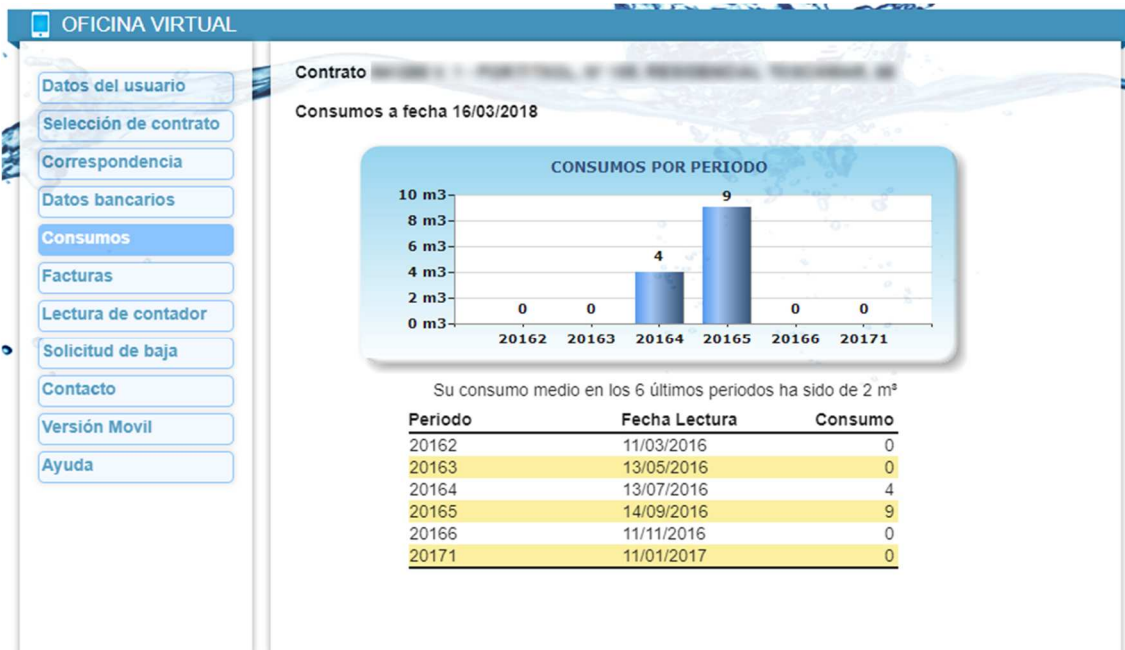 OFICINA VIRTUAL
Datos del usuario
Selección de contrato
Correspondencia
Datos bancarios
Consumos
Facturas
Lectura de contador
Solicitud de baja
Contacto
Versión Movil
Ayuda
Contrato
Consumos a fecha 16/03/2018
CONSUMOS POR PERIODO
10 m3
8 m3
6 m3
4 m3
2 m3
0 m3
0 0 4 9 0 0
20162 20163 20164 20165 20166 20171
Su consumo medio en los 6 últimos periodos ha sido de 2 m³
Periodo Fecha Lectura Consumo
20162 11/03/2016 0
20163 13/05/2016 0
20164 13/07/2016 4
20165 14/09/2016 9
20166 11/11/2016 0
20171 11/01/2017 0